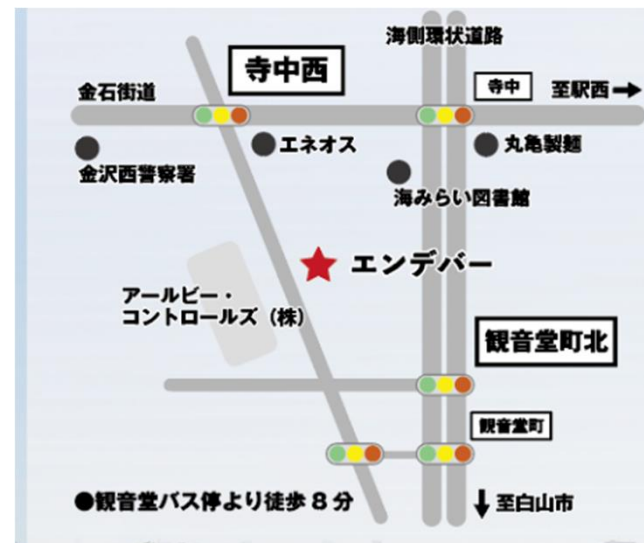 海側環状道路
寺中西
金石街道
寺中
至駅西
エネオス
丸亀製麺
金沢西警察署
海みらい図書館
エンデバー
アールビー・
コントロールズ（株）
観音堂町北
観音堂町
●観音堂バス停より徒歩8分
至白山市